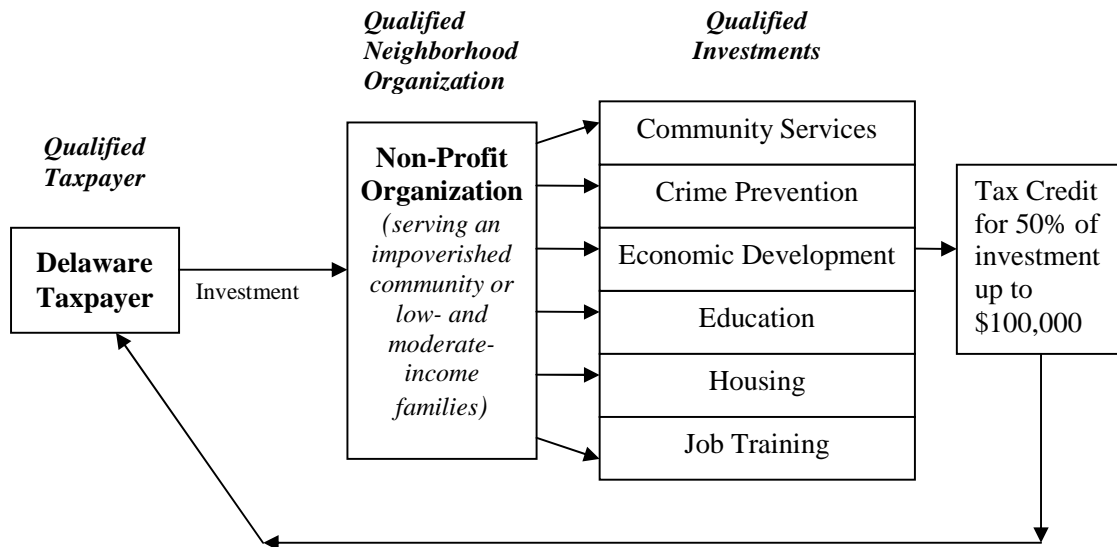 Qualified
Neighborhood
Organization
Qualified
Investments
Qualified
Taxpayer
Delaware
Taxpayer
Investment
Non-Profit
Organization
(serving an
impoverished
community or
low- and
moderate-
income
families)
Community Services
Crime Prevention
Economic Development
Education
Housing
Job Training
Tax Credit
for 50% of
investment
up to
$100,000